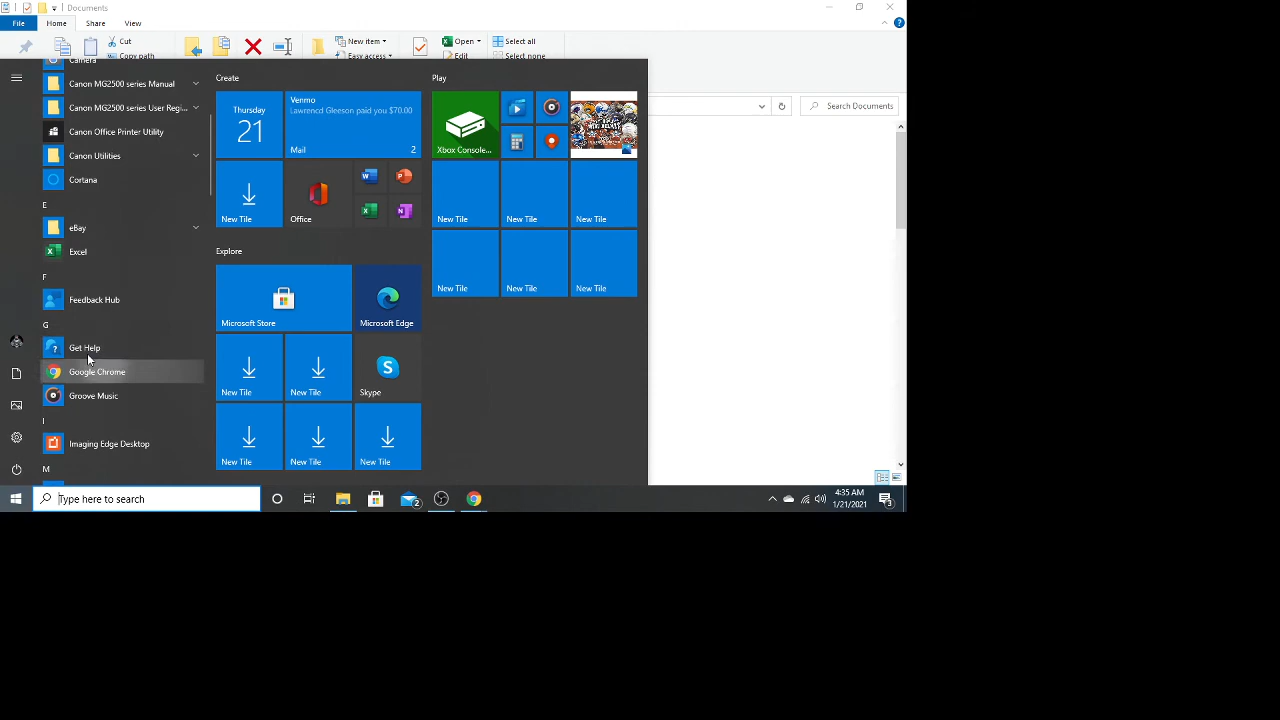 Documents
File Home Share View
Cut
Copy path
New item
Easy access
Open
Edit
Select all
Select none
Search Documents
Camera
Canon MG2500 series Manual
Canon MG2500 series User Regi...
Canon Office Printer Utility
Canon Utilities
Cortana
E
eBay
Excel
F
Feedback Hub
G
Get Help
Google Chrome
Groove Music
I
Imaging Edge Desktop
M
Create
Thursday
21
Venmo
Lawrencd Gleeson paid you $70.00
Mail 2
New Tile
Office
Explore
Microsoft Store
Microsoft Edge
New Tile New Tile Skype
New Tile New Tile New Tile
Play
Xbox Console...
New Tile New Tile New Tile
New Tile New Tile New Tile
Type here to search
2
4:35 AM
1/21/2021
3